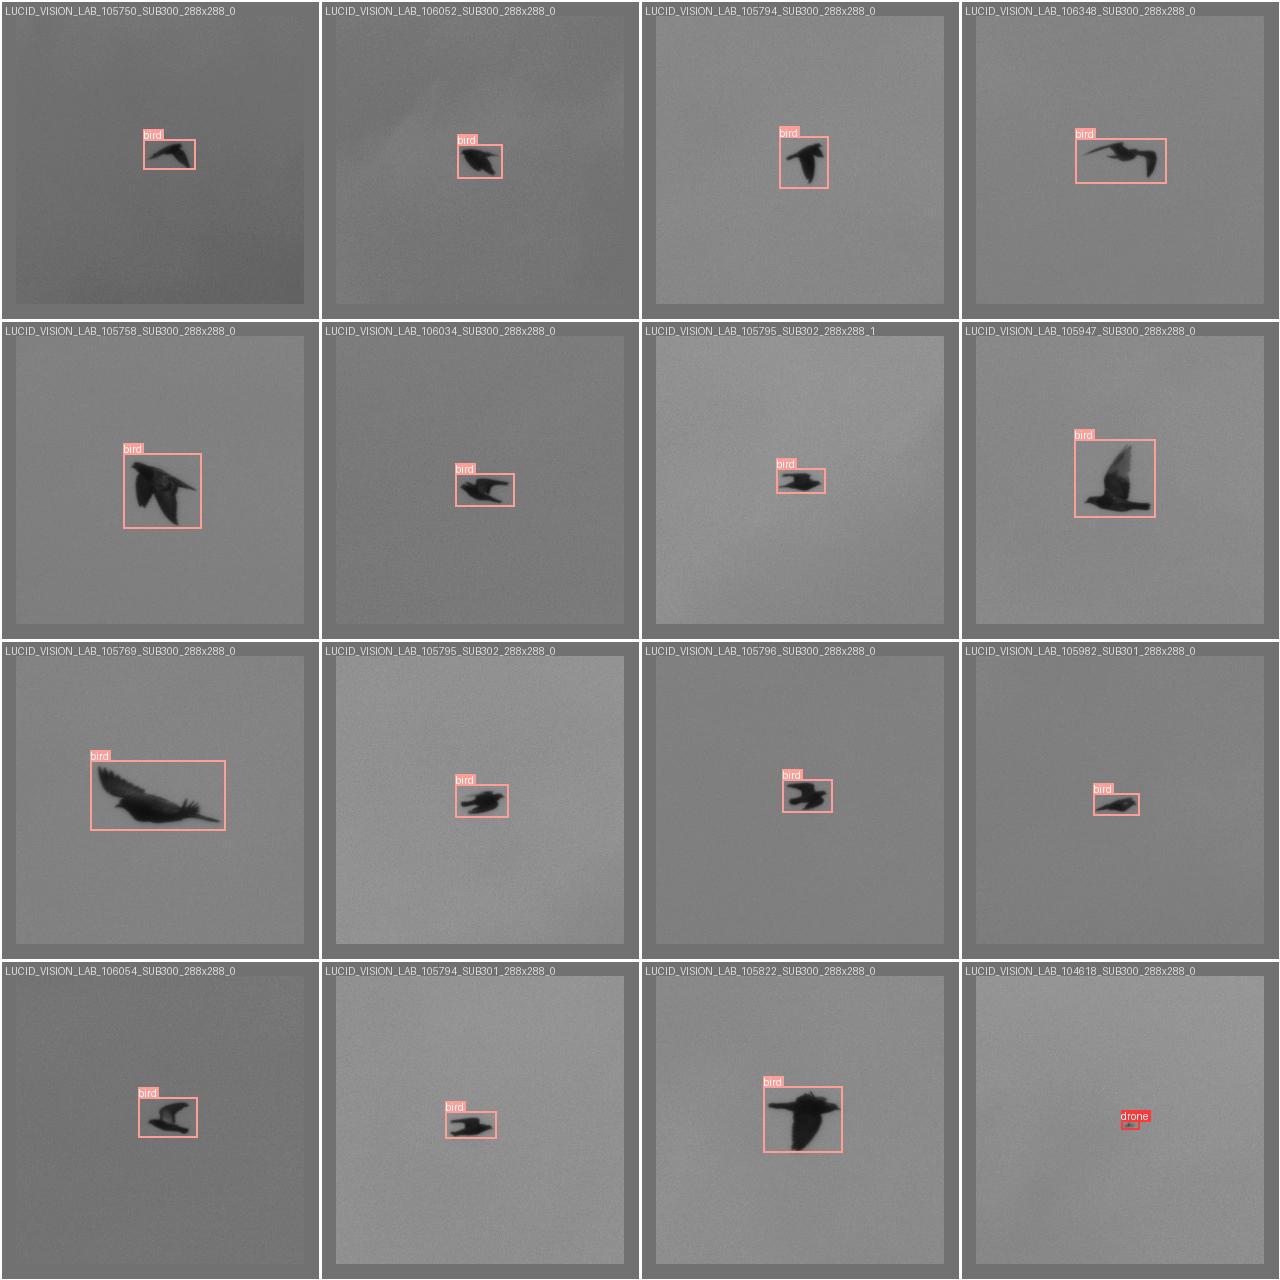 LUCID_VISION_LAB_105750_SUB300_288x288_0
LUCID_VISION_LAB_106052_SUB300_288x288_0
LUCID_VISION_LAB_105794_SUB300_288x288_0
LUCID_VISION_LAB_106348_SUB300_288x288_0
bird
bird
bird
bird
LUCID_VISION_LAB_105758_SUB300_288x288_0
LUCID_VISION_LAB_106034_SUB300_288x288_0
LUCID_VISION_LAB_105795_SUB302_288x288_1
LUCID_VISION_LAB_105947_SUB300_288x288_0
bird
bird
bird
bird
LUCID_VISION_LAB_105769_SUB300_288x288_0
LUCID_VISION_LAB_105795_SUB302_288x288_0
LUCID_VISION_LAB_105796_SUB300_288x288_0
LUCID_VISION_LAB_105982_SUB301_288x288_0
bird
bird
bird
bird
LUCID_VISION_LAB_106054_SUB300_288x288_0
LUCID_VISION_LAB_105794_SUB301_288x288_0
LUCID_VISION_LAB_105822_SUB300_288x288_0
LUCID_VISION_LAB_104618_SUB300_288x288_0
bird
bird
bird
drone